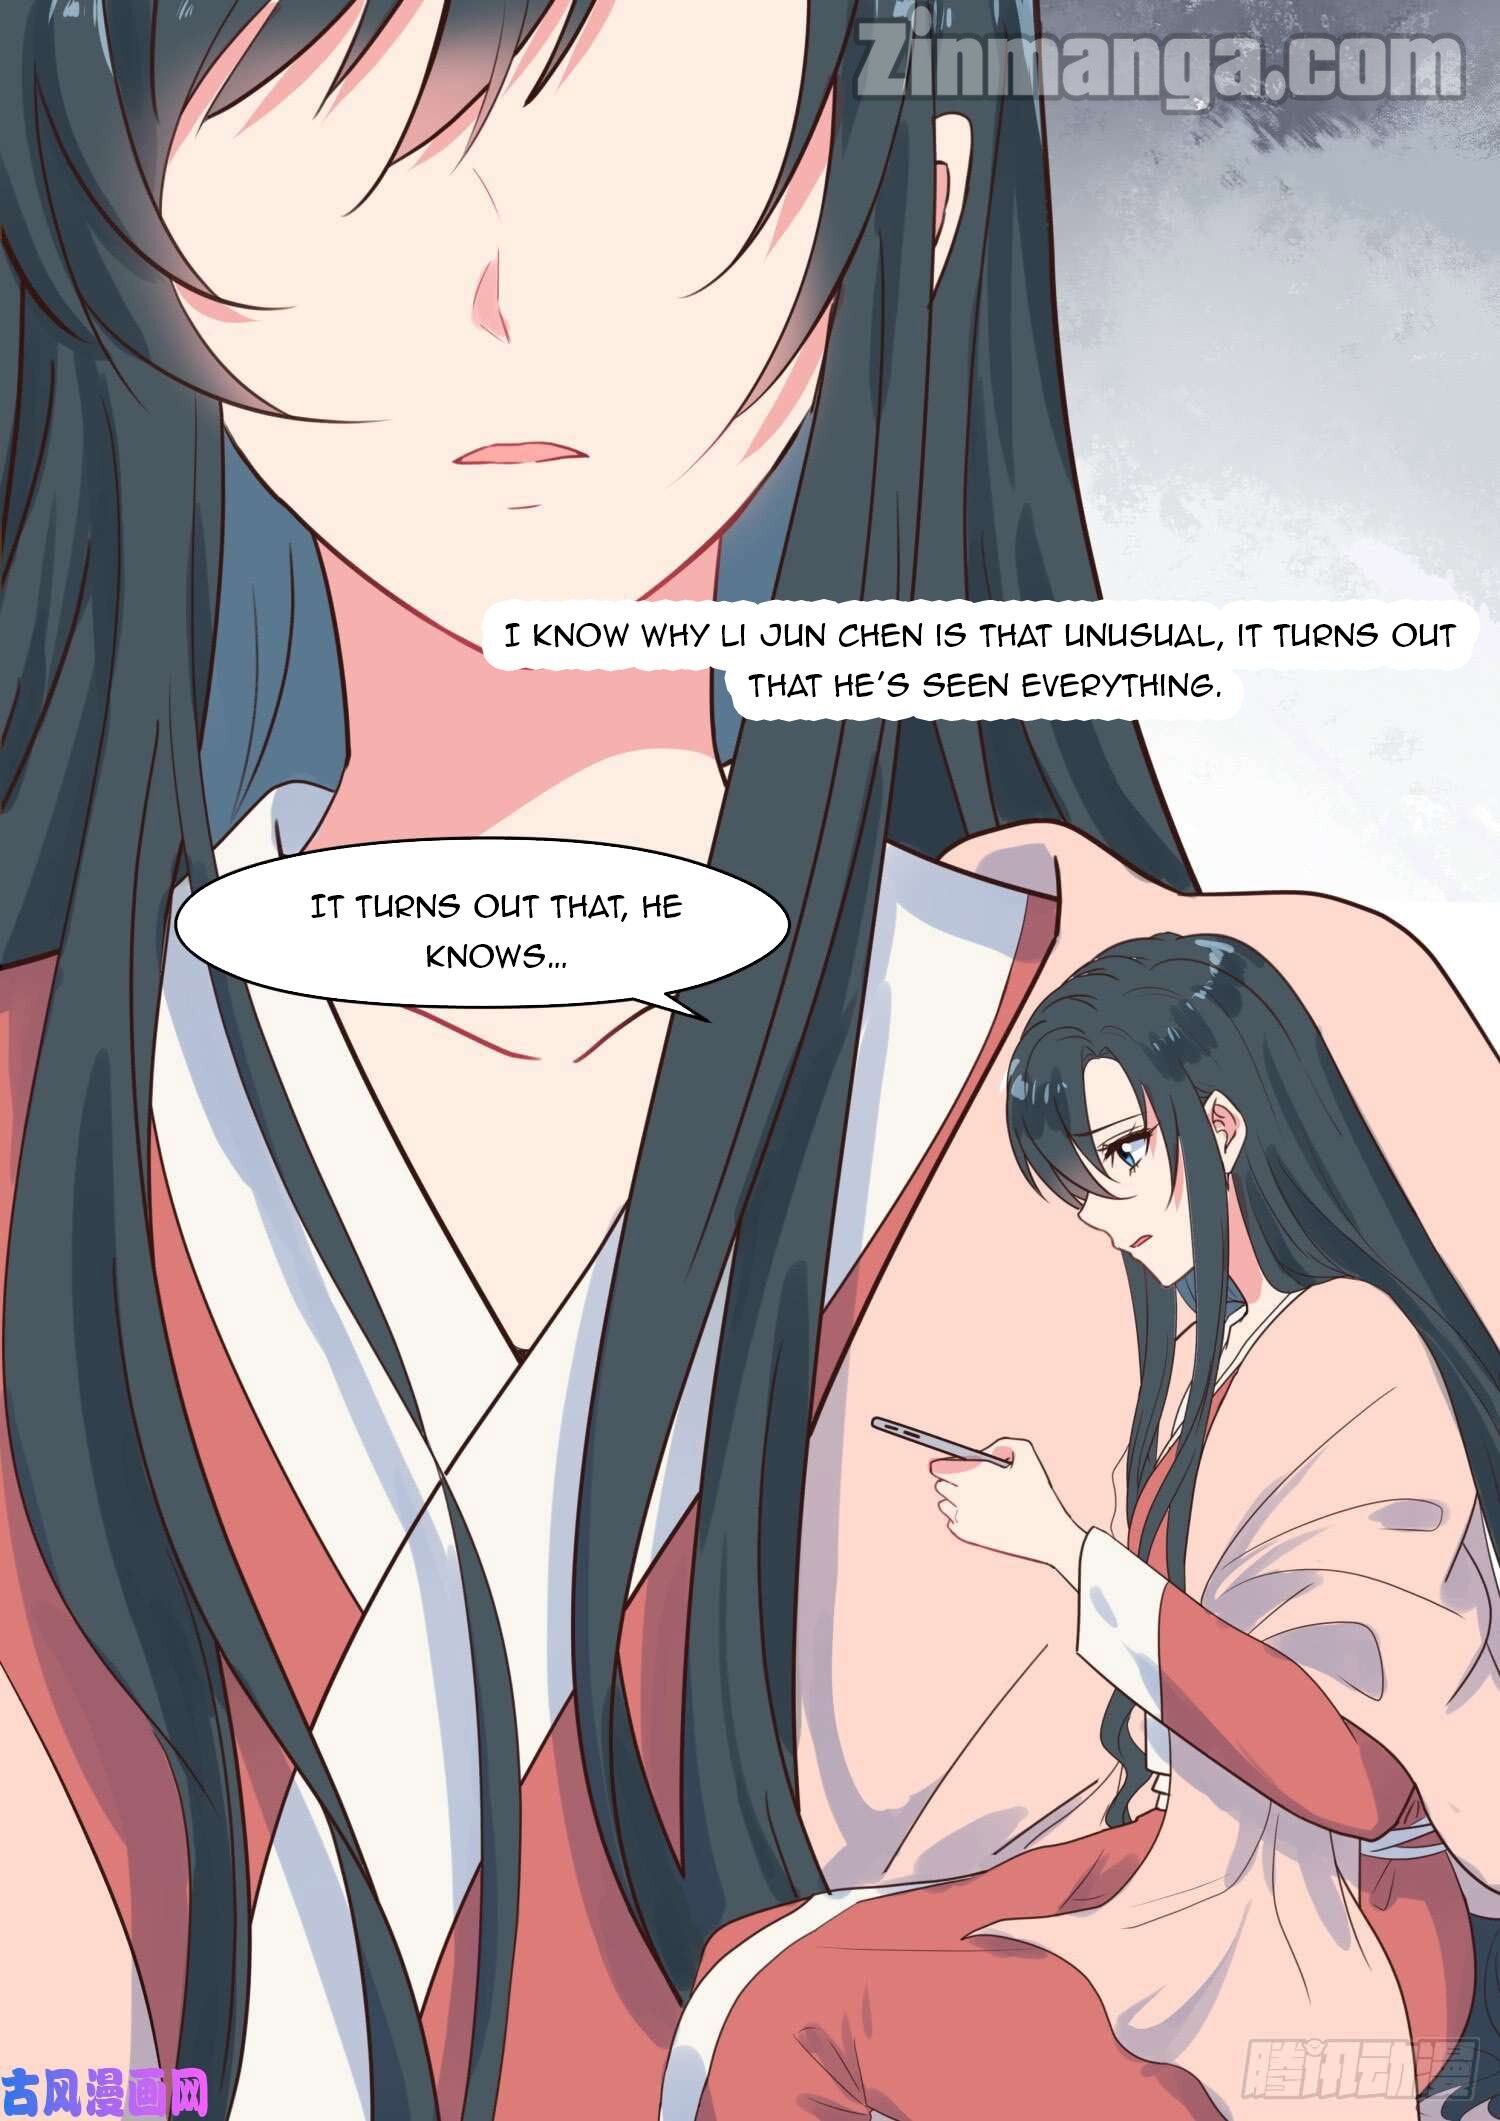 Zinmanga.com
I KNOW WHY LI JUN CHEN IS THAT UNUSUAL, IT TURNS OUT
THAT HE'S SEEN EVERYTHING.
IT TURNS OUT THAT, HE
KNOWS...
古风漫画网
腾讯动漫